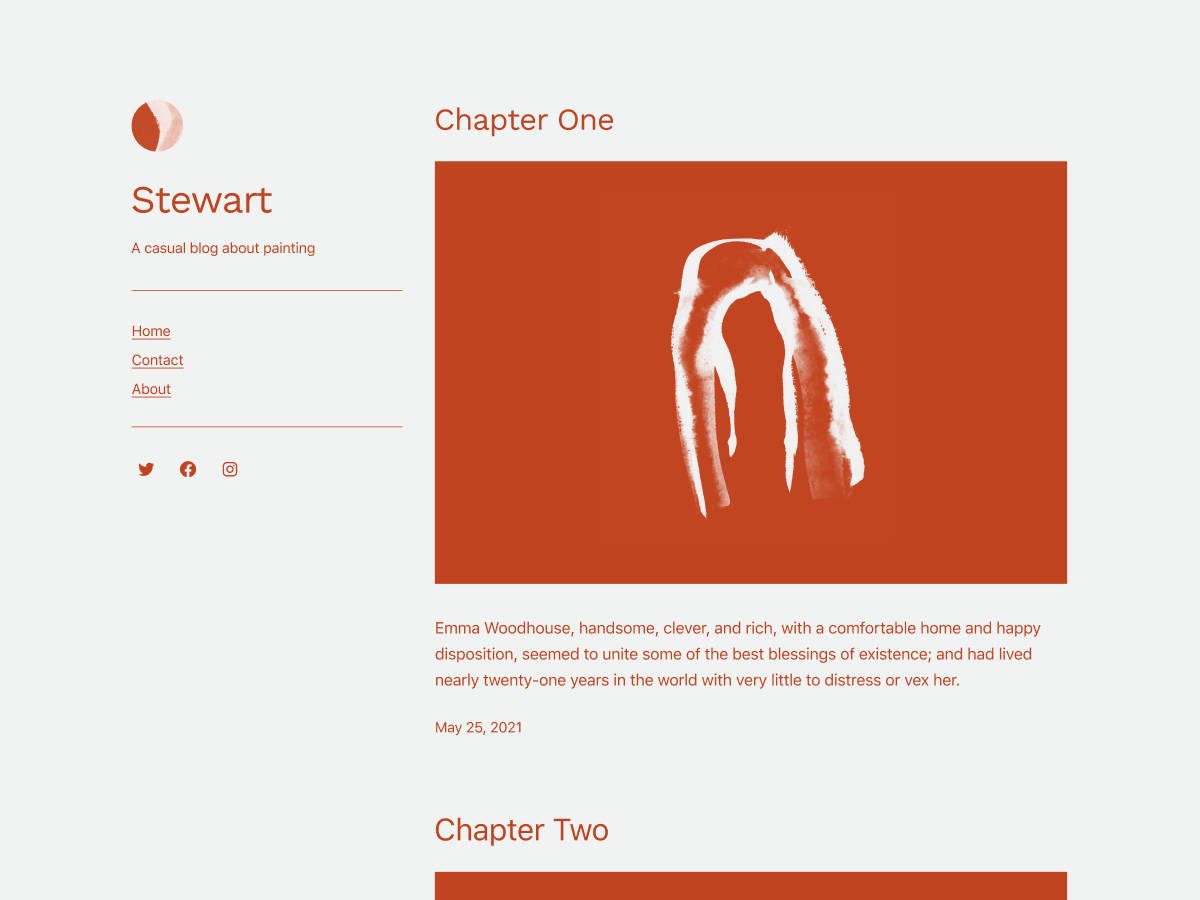 Stewart
A casual blog about painting
Home
Contact
About
Chapter One
Emma Woodhouse, handsome, clever, and rich, with a comfortable home and happy
disposition, seemed to unite some of the best blessings of existence; and had lived
nearly twenty-one years in the world with very little to distress or vex her.
May 25, 2021
Chapter Two